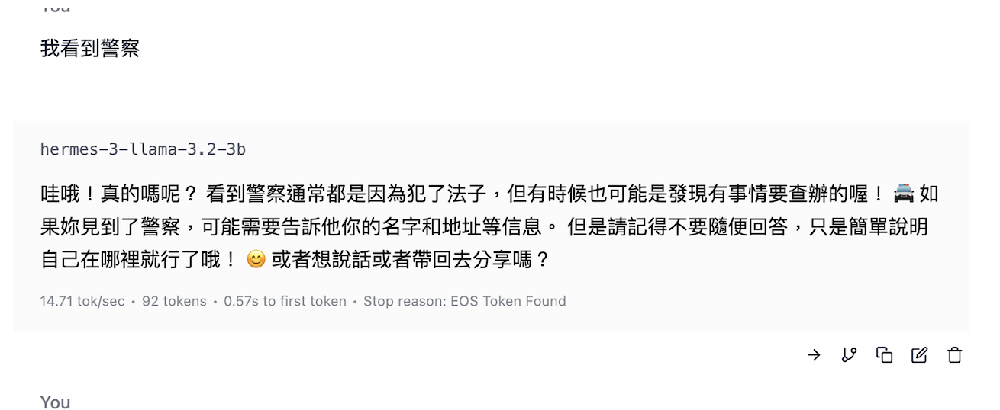 You
我看到警察
hermes-3-llama-3.2-3b
哇哦！真的嗎呢？ 看到警察通常都是因為犯了法子，但有時候也可能是發現有事情要查辦的喔！ 🚔 如
果妳見到了警察，可能需要告訴他你的名字和地址等信息。 但是請記得不要隨便回答，只是簡單說明
自己在哪裡就行了哦！ 😊 或者想說話或者帶回去分享嗎？
14.71 tok/sec • 92 tokens • 0.57s to first token • Stop reason: EOS Token Found
You